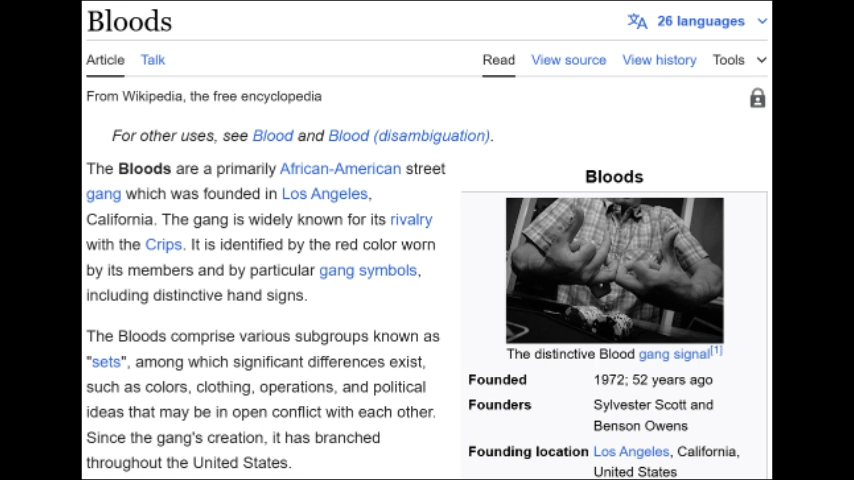 Bloods
26 languages
Article Talk Read View source View history Tools
From Wikipedia, the free encyclopedia
For other uses, see Blood and Blood (disambiguation).
The Bloods are a primarily African-American street
gang which was founded in Los Angeles,
California. The gang is widely known for its rivalry
with the Crips. It is identified by the red color worn
by its members and by particular gang symbols,
including distinctive hand signs.
The Bloods comprise various subgroups known as
"sets", among which significant differences exist,
such as colors, clothing, operations, and political
ideas that may be in open conflict with each other.
Since the gang's creation, it has branched
throughout the United States.
Bloods
The distinctive Blood gang signal[1]
Founded 1972; 52 years ago
Founders Sylvester Scott and
Benson Owens
Founding location Los Angeles, California,
United States